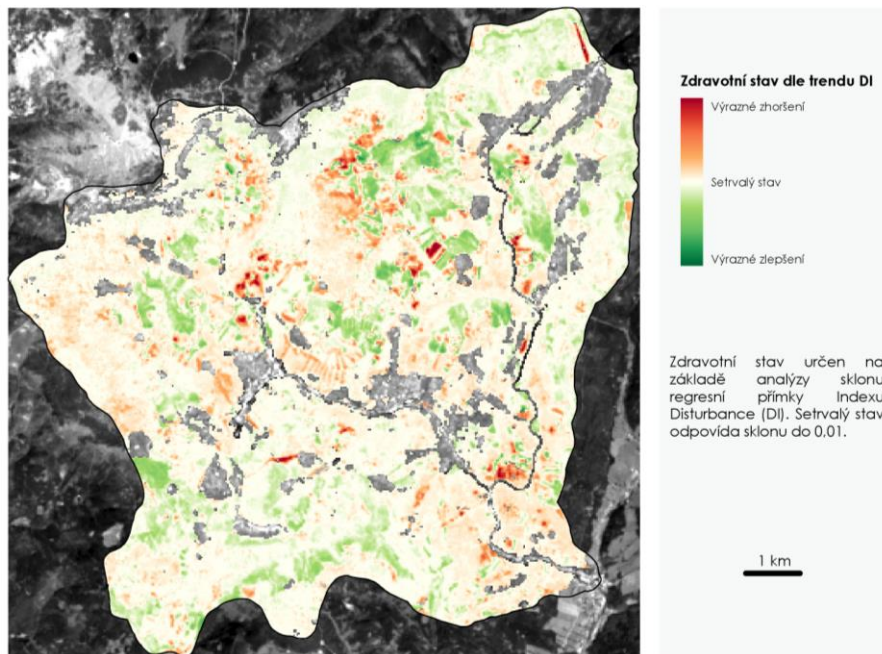 Zdravotní stav dle trendu DI
Výrazné zhoršení
Setrvalý stav
Výrazné zlepšení
Zdravotní stav určen na
základě analýzy sklonu
regresní přímky Indexu
Disturbance (DI). Setrvalý stav
odpovída sklonu do 0,01.
1 km